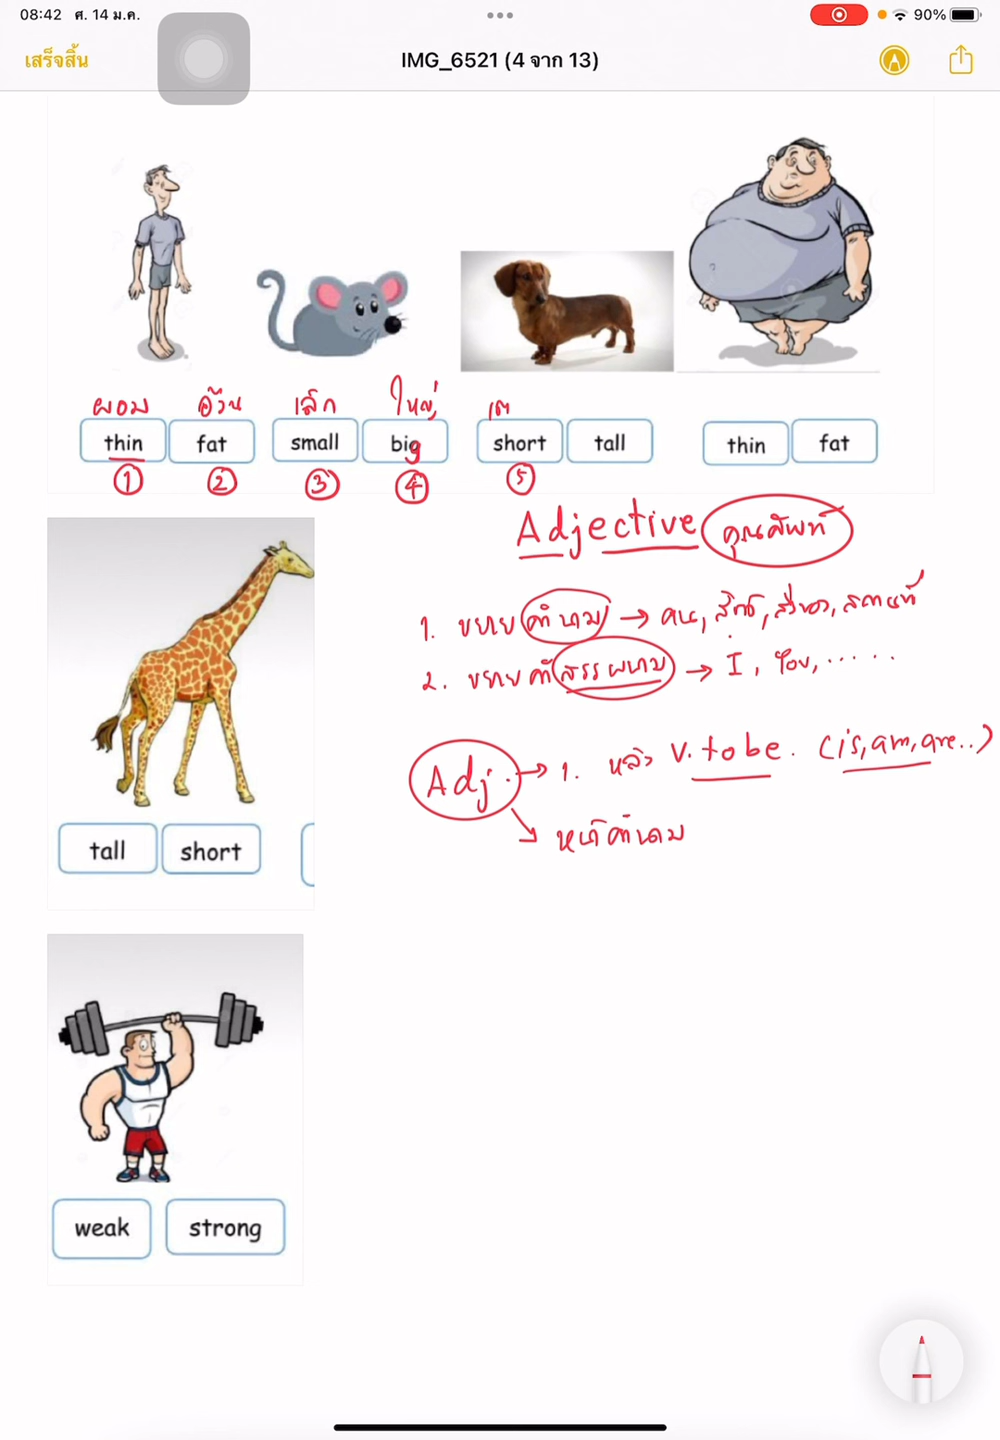 08:42 ศ. 14 ม.ค.
90%
เสร็จสิ้น
IMG_6521 (4 จาก 13)
ผอม อ้วน เล็ก ใหญ่ เต
thin fat small big short tall thin fat
1 2 3 4 5
Adjective คุณศัพท์
1. ขยาย คำนาม → คน, สัตว์, สิ่งของ, สถานที่
2. ขยายคำสรรพนาม → I, You, ......
Adj. → 1. หลัง V. to be. (is, am, are..)
หน้าคำนาม
tall short
weak strong